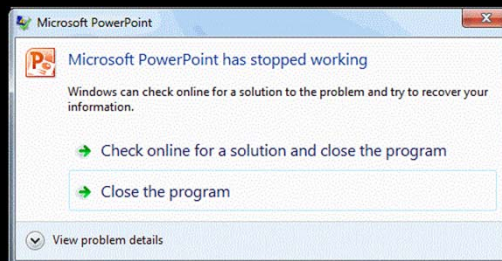 Microsoft PowerPoint
Microsoft PowerPoint has stopped working
Windows can check online for a solution to the problem and try to recover your
information.
Check online for a solution and close the program
Close the program
View problem details